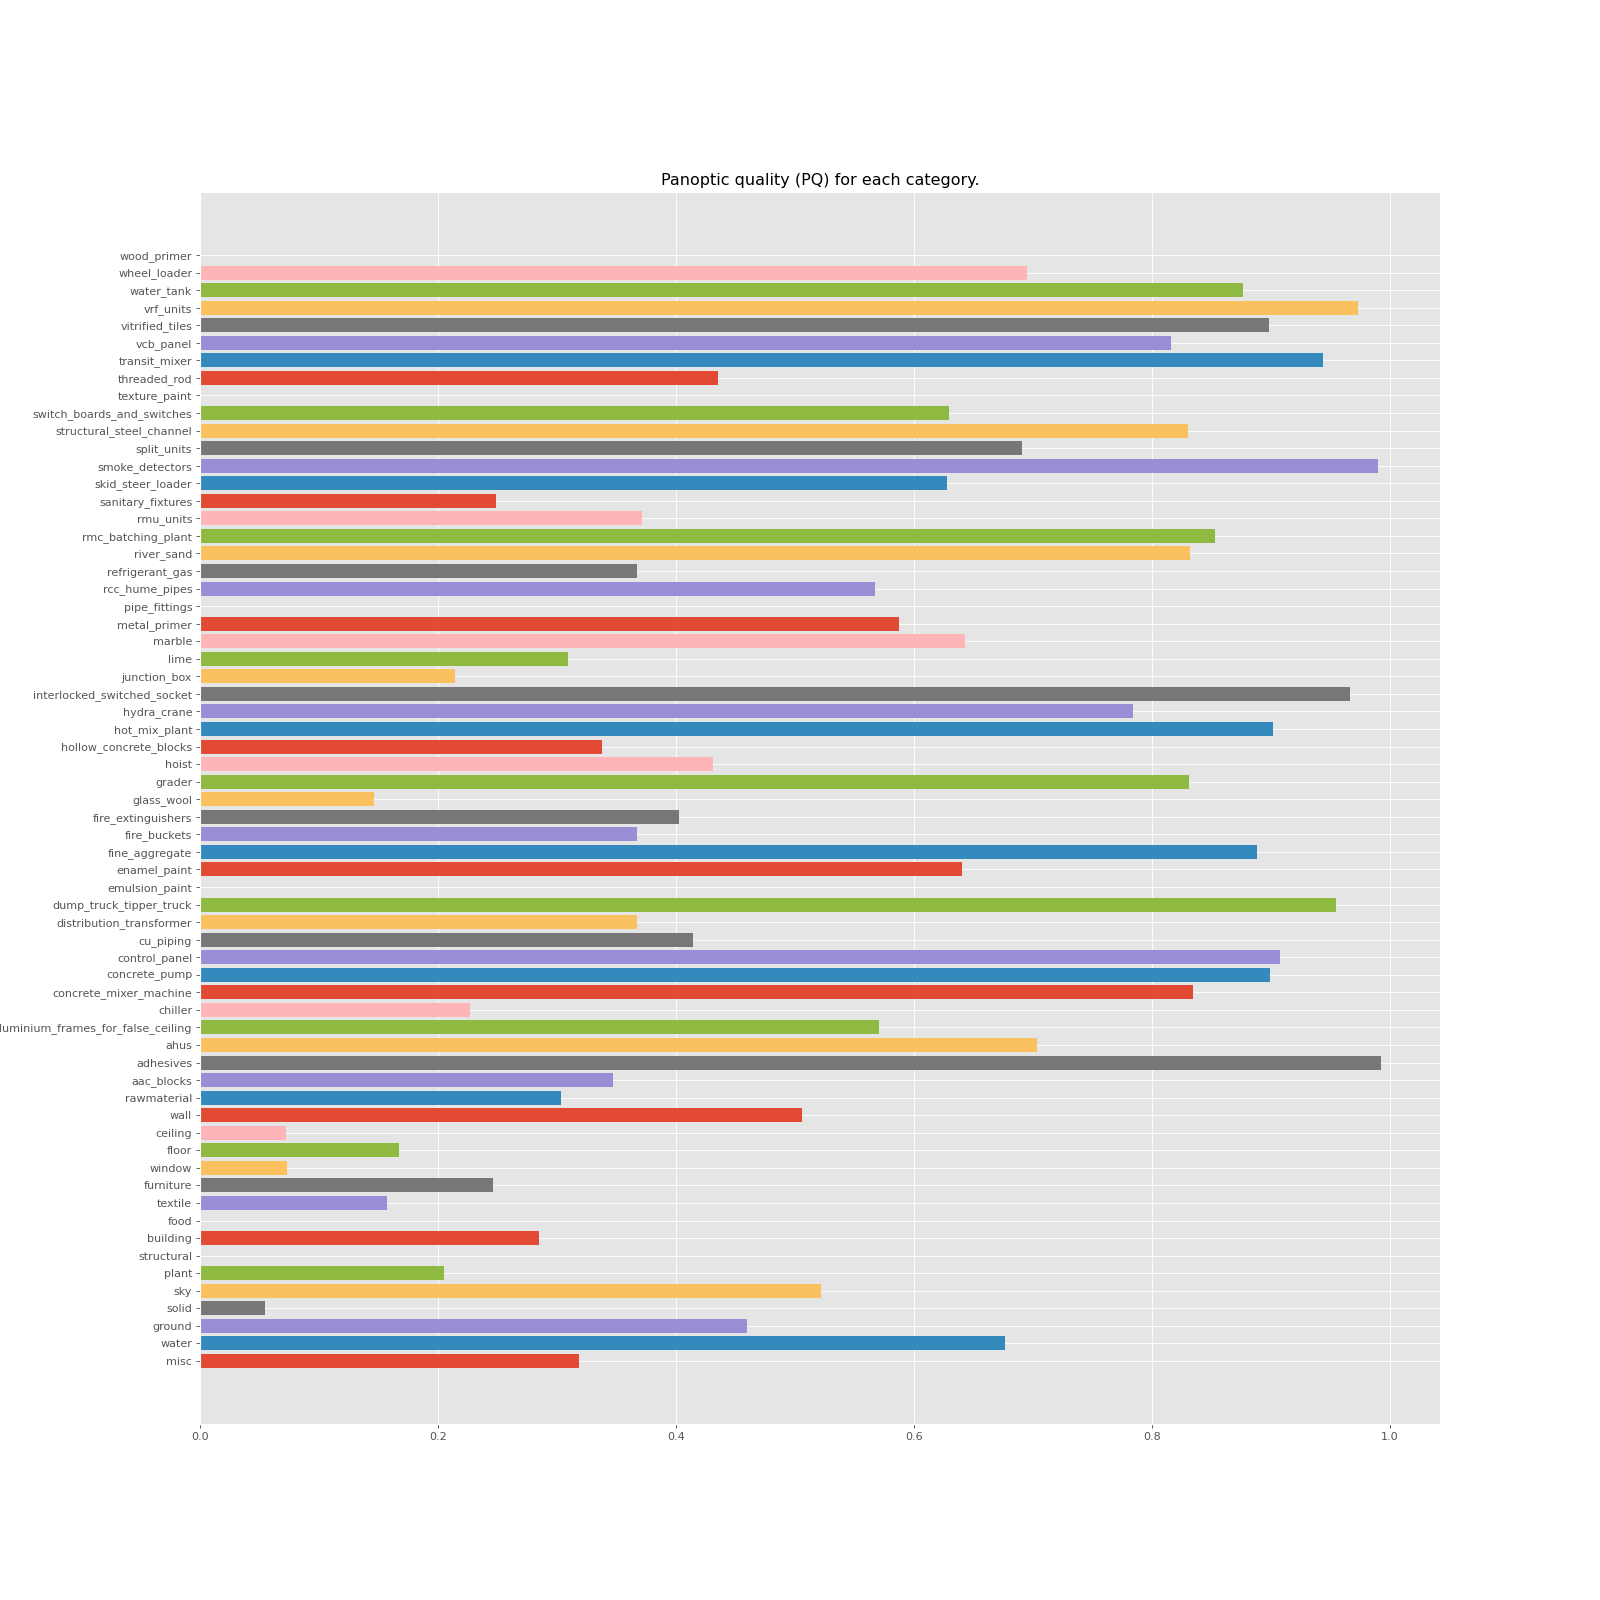 Panoptic quality (PQ) for each category.
wood_primer
wheel_loader
water_tank
vrf_units
vitrified_tiles
vcb_panel
transit_mixer
threaded_rod
texture_paint
switch_boards_and_switches
structural_steel_channel
split_units
smoke_detectors
skid_steer_loader
sanitary_fixtures
rmu_units
rmc_batching_plant
river_sand
refrigerant_gas
rcc_hume_pipes
pipe_fittings
metal_primer
marble
lime
junction_box
interlocked_switched_socket
hydra_crane
hot_mix_plant
hollow_concrete_blocks
hoist
grader
glass_wool
fire_extinguishers
fire_buckets
fine_aggregate
enamel_paint
emulsion_paint
dump_truck_tipper_truck
distribution_transformer
cu_piping
control_panel
concrete_pump
concrete_mixer_machine
chiller
luminium_frames_for_false_ceiling
ahus
adhesives
aac_blocks
rawmaterial
wall
ceiling
floor
window
furniture
textile
food
building
structural
plant
sky
solid
ground
water
misc
0.0 0.2 0.4 0.6 0.8 1.0